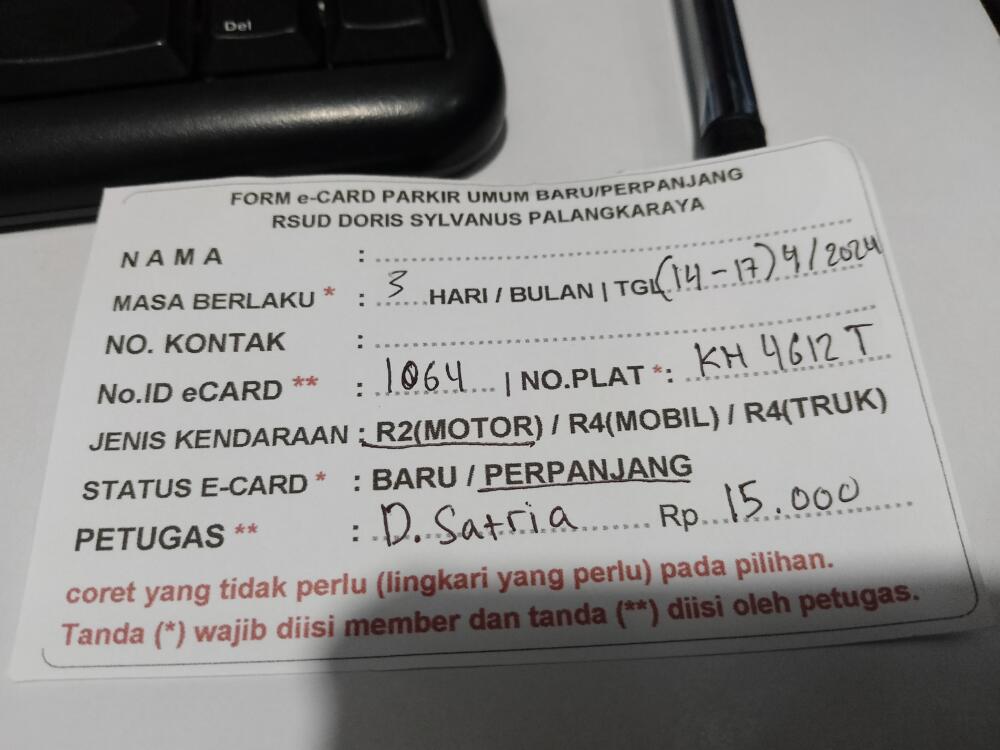 Del
FORM e-CARD PARKIR UMUM BARU/PERPANJANG
RSUD DORIS SYLVANUS PALANGKARAYA
NAMA :
MASA BERLAKU * : 3 HARI / BULAN | TGL (14-17) 4/2024
NO. KONTAK :
No.ID eCARD ** : 1064 | NO.PLAT *: KH 4612 T
JENIS KENDARAAN : R2(MOTOR) / R4(MOBIL) / R4(TRUK)
STATUS E-CARD * : BARU / PERPANJANG
PETUGAS ** : D. Satria Rp 15.000
coret yang tidak perlu (lingkari yang perlu) pada pilihan.
Tanda (*) wajib diisi member dan tanda (**) diisi oleh petugas.